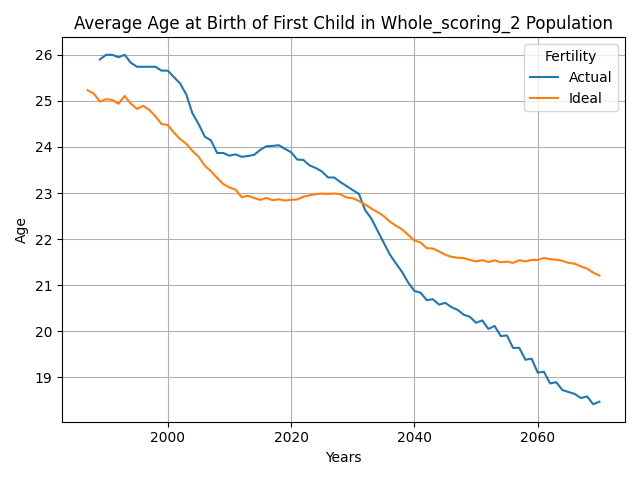 Average Age at Birth of First Child in Whole_scoring_2 Population
Fertility
Actual
Ideal
Age
26
25
24
23
22
21
20
19
2000 2020 2040 2060
Years